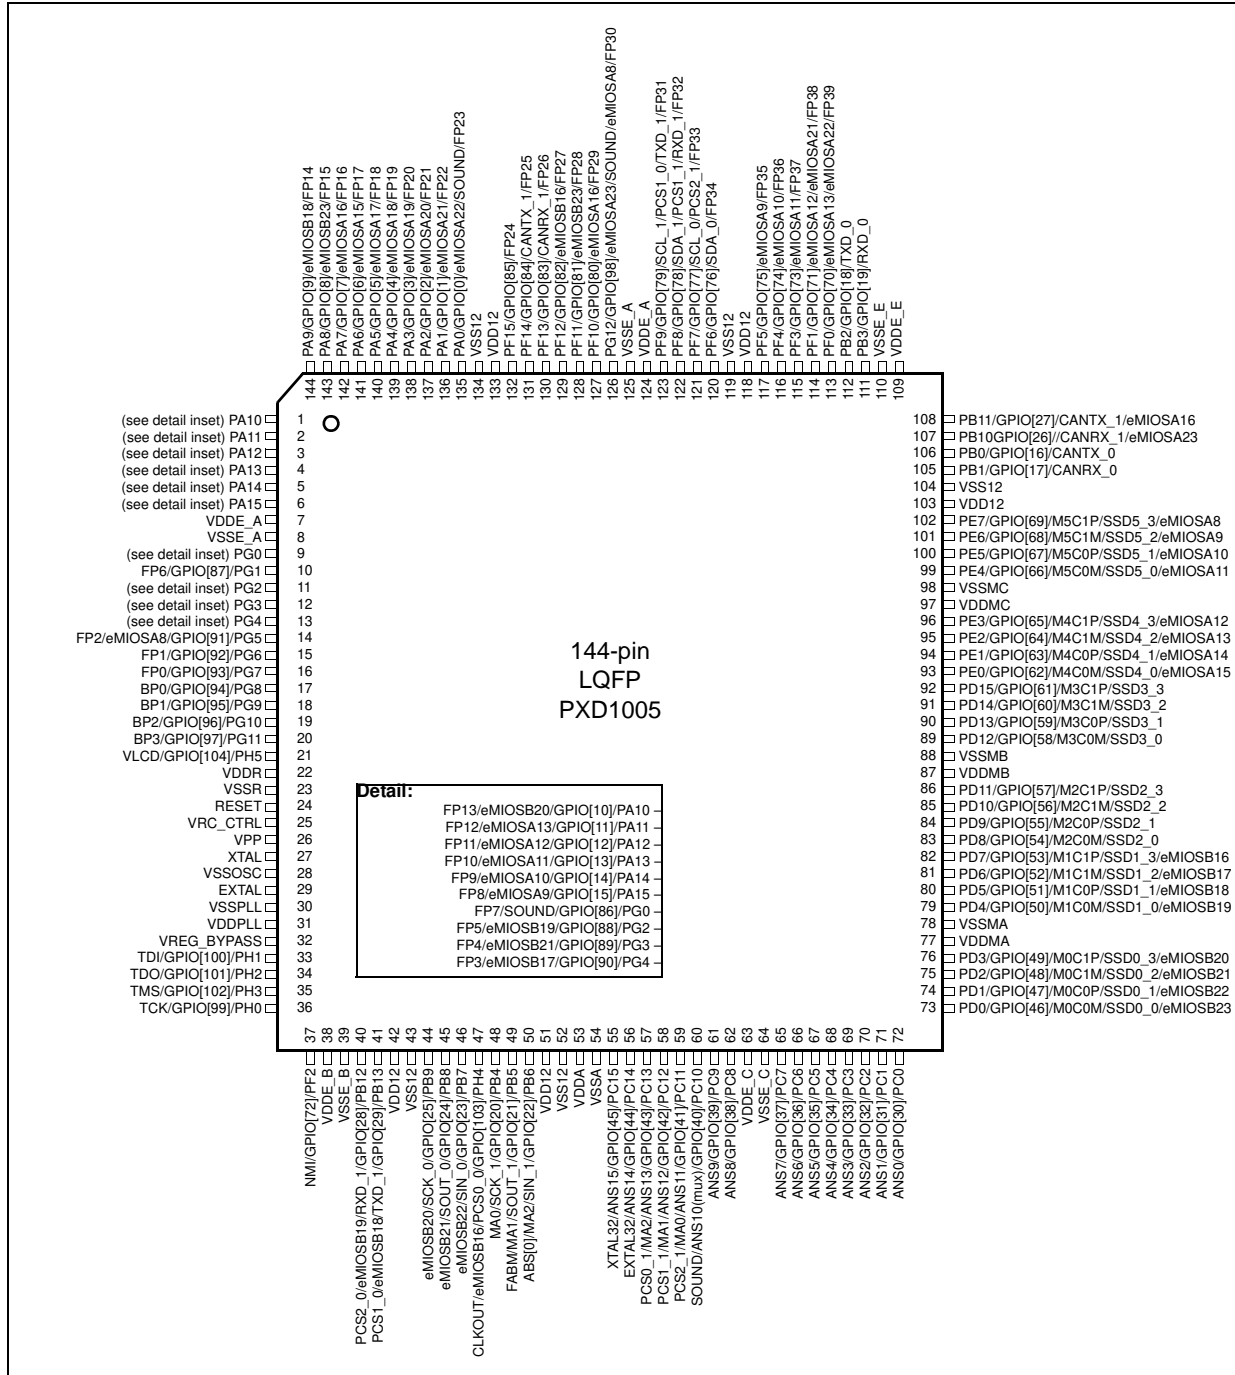 PA9/GPIO[9]/eMIOSB18/FP14
PA8/GPIO[8]/eMIOSB23/FP15
PA7/GPIO[7]/eMIOSA16/FP16
PA6/GPIO[6]/eMIOSA15/FP17
PA5/GPIO[5]/eMIOSA17/FP18
PA4/GPIO[4]/eMIOSA18/FP19
PA3/GPIO[3]/eMIOSA19/FP20
PA2/GPIO[2]/eMIOSA20/FP21
PA1/GPIO[1]/eMIOSA21/FP22
PA0/GPIO[0]/eMIOSA22/SOUND/FP23
VSS12
VDD12
PF15/GPIO[85]/FP24
PF14/GPIO[84]/CANTX_1/FP25
PF13/GPIO[83]/CANRX_1/FP26
PF12/GPIO[82]/eMIOSB16/FP27
PF11/GPIO[81]/eMIOSB23/FP28
PF10/GPIO[80]/eMIOSA16/FP29
PG12/GPIO[98]/eMIOSA23/SOUND/eMIOSA8/FP30
VSSE_A
VDDE_A
PF9/GPIO[79]/SCL_1/PCS1_0/TXD_1/FP31
PF8/GPIO[78]/SDA_1/PCS1_1/RXD_1/FP32
PF7/GPIO[77]/SCL_0/PCS2_1/FP33
PF6/GPIO[76]/SDA_0/FP34
VSS12
VDD12
PF5/GPIO[75]/eMIOSA9/FP35
PF4/GPIO[74]/eMIOSA10/FP36
PF3/GPIO[73]/eMIOSA11/FP37
PF1/GPIO[71]/eMIOSA12/eMIOSA21/FP38
PF0/GPIO[70]/eMIOSA13/eMIOSA22/FP39
PB2/GPIO[18]/TXD_0
PB3/GPIO[19]/RXD_0
VSSE_E
VDDE_E
144
143
142
141
140
139
138
137
136
135
134
133
132
131
130
129
128
127
126
125
124
123
122
121
120
119
118
117
116
115
114
113
112
111
110
109
(see detail inset) PA10 1
(see detail inset) PA11 2
(see detail inset) PA12 3
(see detail inset) PA13 4
(see detail inset) PA14 5
(see detail inset) PA15 6
VDDE_A 7
VSSE_A 8
(see detail inset) PG0 9
FP6/GPIO[87]/PG1 10
(see detail inset) PG2 11
(see detail inset) PG3 12
(see detail inset) PG4 13
FP2/eMIOSA8/GPIO[91]/PG5 14
FP1/GPIO[92]/PG6 15
FP0/GPIO[93]/PG7 16
BP0/GPIO[94]/PG8 17
BP1/GPIO[95]/PG9 18
BP2/GPIO[96]/PG10 19
BP3/GPIO[97]/PG11 20
VLCD/GPIO[104]/PH5 21
VDDR 22
VSSR 23
RESET 24
VRC_CTRL 25
VPP 26
XTAL 27
VSSOSC 28
EXTAL 29
VSSPLL 30
VDDPLL 31
VREG_BYPASS 32
TDI/GPIO[100]/PH1 33
TDO/GPIO[101]/PH2 34
TMS/GPIO[102]/PH3 35
TCK/GPIO[99]/PH0 36
144-pin
LQFP
PXD1005
Detail:
FP13/eMIOSB20/GPIO[10]/PA10
FP12/eMIOSA13/GPIO[11]/PA11
FP11/eMIOSA12/GPIO[12]/PA12
FP10/eMIOSA11/GPIO[13]/PA13
FP9/eMIOSA10/GPIO[14]/PA14
FP8/eMIOSA9/GPIO[15]/PA15
FP7/SOUND/GPIO[86]/PG0
FP5/eMIOSB19/GPIO[88]/PG2
FP4/eMIOSB21/GPIO[89]/PG3
FP3/eMIOSB17/GPIO[90]/PG4
108 PB11/GPIO[27]/CANTX_1/eMIOSA16
107 PB10GPIO[26]//CANRX_1/eMIOSA23
106 PB0/GPIO[16]/CANTX_0
105 PB1/GPIO[17]/CANRX_0
104 VSS12
103 VDD12
102 PE7/GPIO[69]/M5C1P/SSD5_3/eMIOSA8
101 PE6/GPIO[68]/M5C1M/SSD5_2/eMIOSA9
100 PE5/GPIO[67]/M5C0P/SSD5_1/eMIOSA10
99 PE4/GPIO[66]/M5C0M/SSD5_0/eMIOSA11
98 VSSMC
97 VDDMC
96 PE3/GPIO[65]/M4C1P/SSD4_3/eMIOSA12
95 PE2/GPIO[64]/M4C1M/SSD4_2/eMIOSA13
94 PE1/GPIO[63]/M4C0P/SSD4_1/eMIOSA14
93 PE0/GPIO[62]/M4C0M/SSD4_0/eMIOSA15
92 PD15/GPIO[61]/M3C1P/SSD3_3
91 PD14/GPIO[60]/M3C1M/SSD3_2
90 PD13/GPIO[59]/M3C0P/SSD3_1
89 PD12/GPIO[58/M3C0M/SSD3_0
88 VSSMB
87 VDDMB
86 PD11/GPIO[57]/M2C1P/SSD2_3
85 PD10/GPIO[56]/M2C1M/SSD2_2
84 PD9/GPIO[55]/M2C0P/SSD2_1
83 PD8/GPIO[54]/M2C0M/SSD2_0
82 PD7/GPIO[53]/M1C1P/SSD1_3/eMIOSB16
81 PD6/GPIO[52]/M1C1M/SSD1_2/eMIOSB17
80 PD5/GPIO[51]/M1C0P/SSD1_1/eMIOSB18
79 PD4/GPIO[50]/M1C0M/SSD1_0/eMIOSB19
78 VSSMA
77 VDDMA
76 PD3/GPIO[49]/M0C1P/SSD0_3/eMIOSB20
75 PD2/GPIO[48]/M0C1M/SSD0_2/eMIOSB21
74 PD1/GPIO[47]/M0C0P/SSD0_1/eMIOSB22
73 PD0/GPIO[46]/M0C0M/SSD0_0/eMIOSB23
37
38
39
40
41
42
43
44
45
46
47
48
49
50
51
52
53
54
55
56
57
58
59
60
61
62
63
64
65
66
67
68
69
70
71
72
NMI/GPIO[72]/PF2
VDDE_B
VSSE_B
PCS2_0/eMIOSB19/RXD_1/GPIO[28]/PB12
PCS1_0/eMIOSB18/TXD_1/GPIO[29]/PB13
VDD12
VSS12
eMIOSB20/SCK_0/GPIO[25]/PB9
eMIOSB21/SOUT_0/GPIO[24]/PB8
eMIOSB22/SIN_0/GPIO[23]/PB7
CLKOUT/eMIOSB16/PCS0_0/GPIO[103]/PH4
MA0/SCK_1/GPIO[20]/PB4
FABM/MA1/SOUT_1/GPIO[21]/PB5
ABS[0]/MA2/SIN_1/GPIO[22]/PB6
VDD12
VSS12
VDDA
VSSA
XTAL32/ANS15/GPIO[45]/PC15
EXTAL32/ANS14/GPIO[44]/PC14
PCS0_1/MA2/ANS13/GPIO[43]/PC13
PCS1_1/MA1/ANS12/GPIO[42]/PC12
PCS2_1/MA0/ANS11/GPIO[41]/PC11
SOUND/ANS10(mux)/GPIO[40]/PC10
ANS9/GPIO[39]/PC9
ANS8/GPIO[38]/PC8
VDDE_C
VSSE_C
ANS7/GPIO[37]/PC7
ANS6/GPIO[36]/PC6
ANS5/GPIO[35]/PC5
ANS4/GPIO[34]/PC4
ANS3/GPIO[33]/PC3
ANS2/GPIO[32]/PC2
ANS1/GPIO[31]/PC1
ANS0/GPIO[30]/PC0